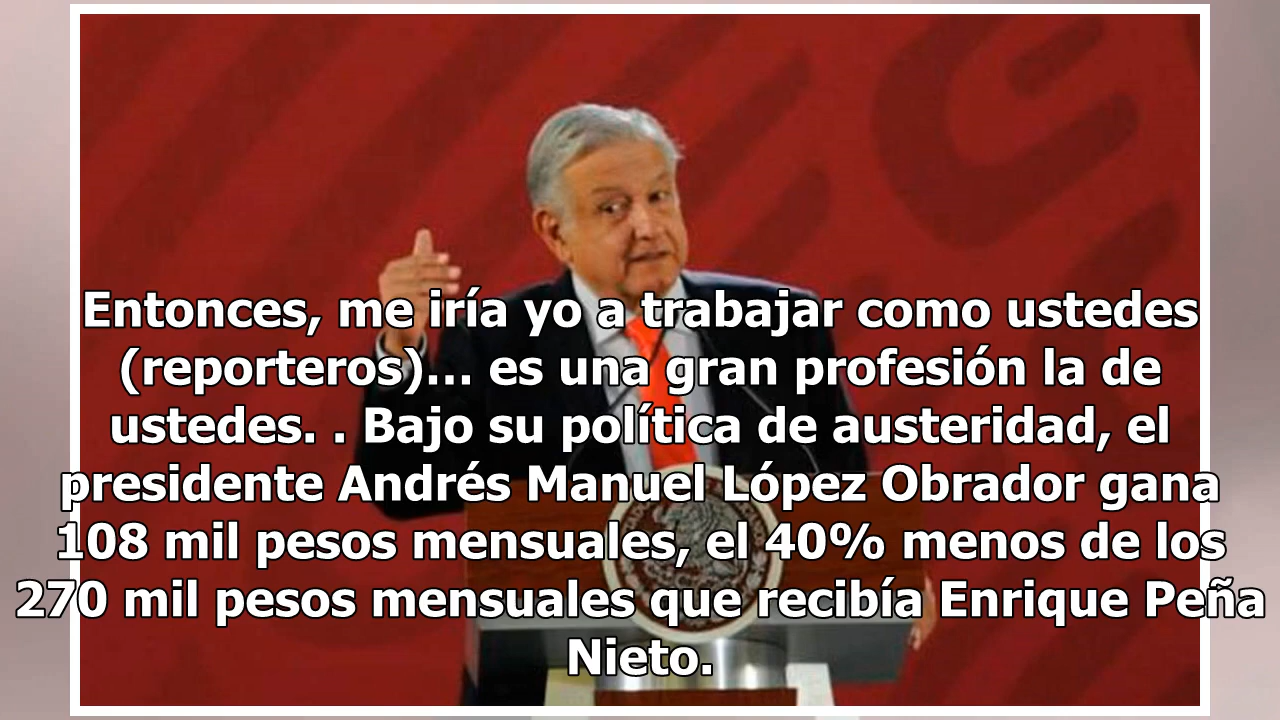 Entonces, me iría yo a trabajar como ustedes
(reporteros)... es una gran profesión la de
ustedes. . Bajo su política de austeridad, el
presidente Andrés Manuel López Obrador gana
108 mil pesos mensuales, el 40% menos de los
270 mil pesos mensuales que recibía Enrique Peña
Nieto.